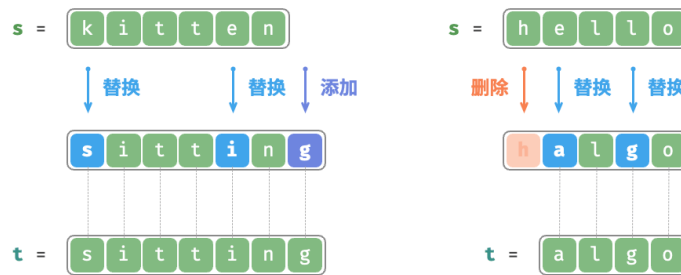 s = k i t t e n
替换 替换 添加
s i t t i n g
t = s i t t i n g
s = h e l l o
删除 替换 替换
h a l g o
t = a l g o